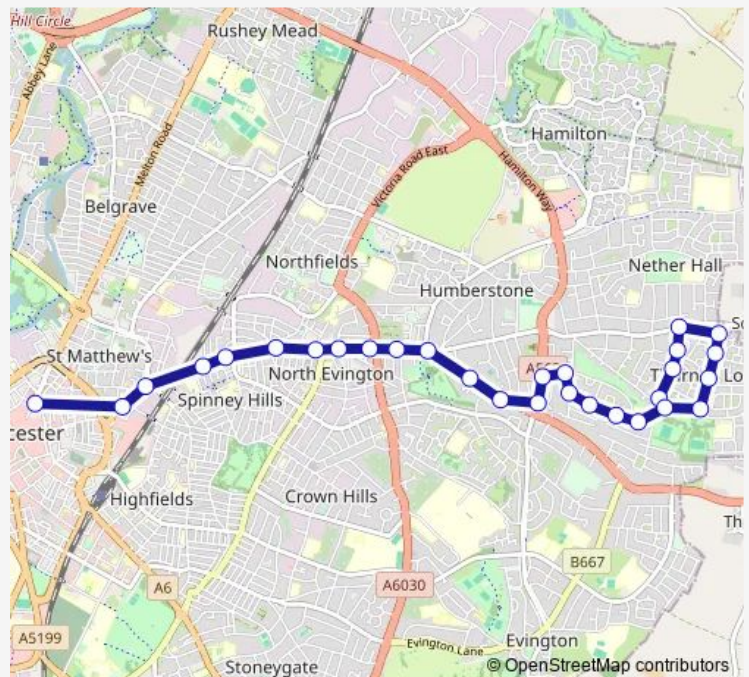 Hill Circle
Rushey Mead
Abbey Lane
Melton Road
Hamilton
Victoria Road East
Hamilton Way
Belgrave
Northfields
Nether Hall
Humberstone
St Matthew's
North Evington
Spinney Hills
cester
Highfields
Crown Hills
B667
A6
A6030
A5199
Evington Lane
Evington
Stoneygate
© OpenStreetMap contributors